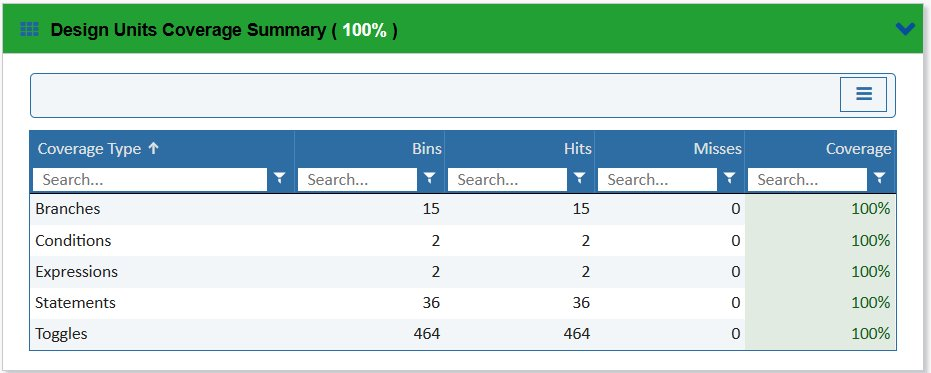 Design Units Coverage Summary ( 100% )
Coverage Type Bins Hits Misses Coverage
Search... Search... Search... Search... Search...
Branches 15 15 0 100%
Conditions 2 2 0 100%
Expressions 2 2 0 100%
Statements 36 36 0 100%
Toggles 464 464 0 100%